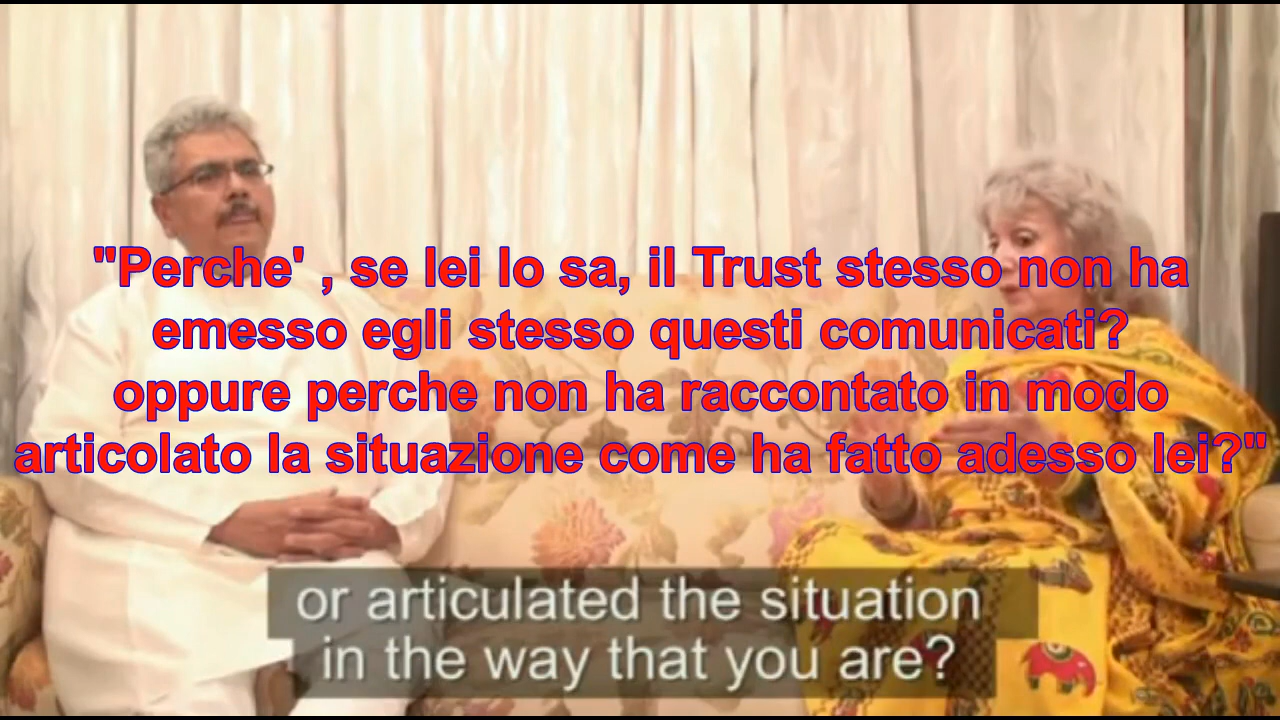 "Perche' , se lei lo sa, il Trust stesso non ha
emesso egli stesso questi comunicati?
oppure perche non ha raccontato in modo
articolato la situazione come ha fatto adesso lei?"
or articulated the situation
in the way that you are?